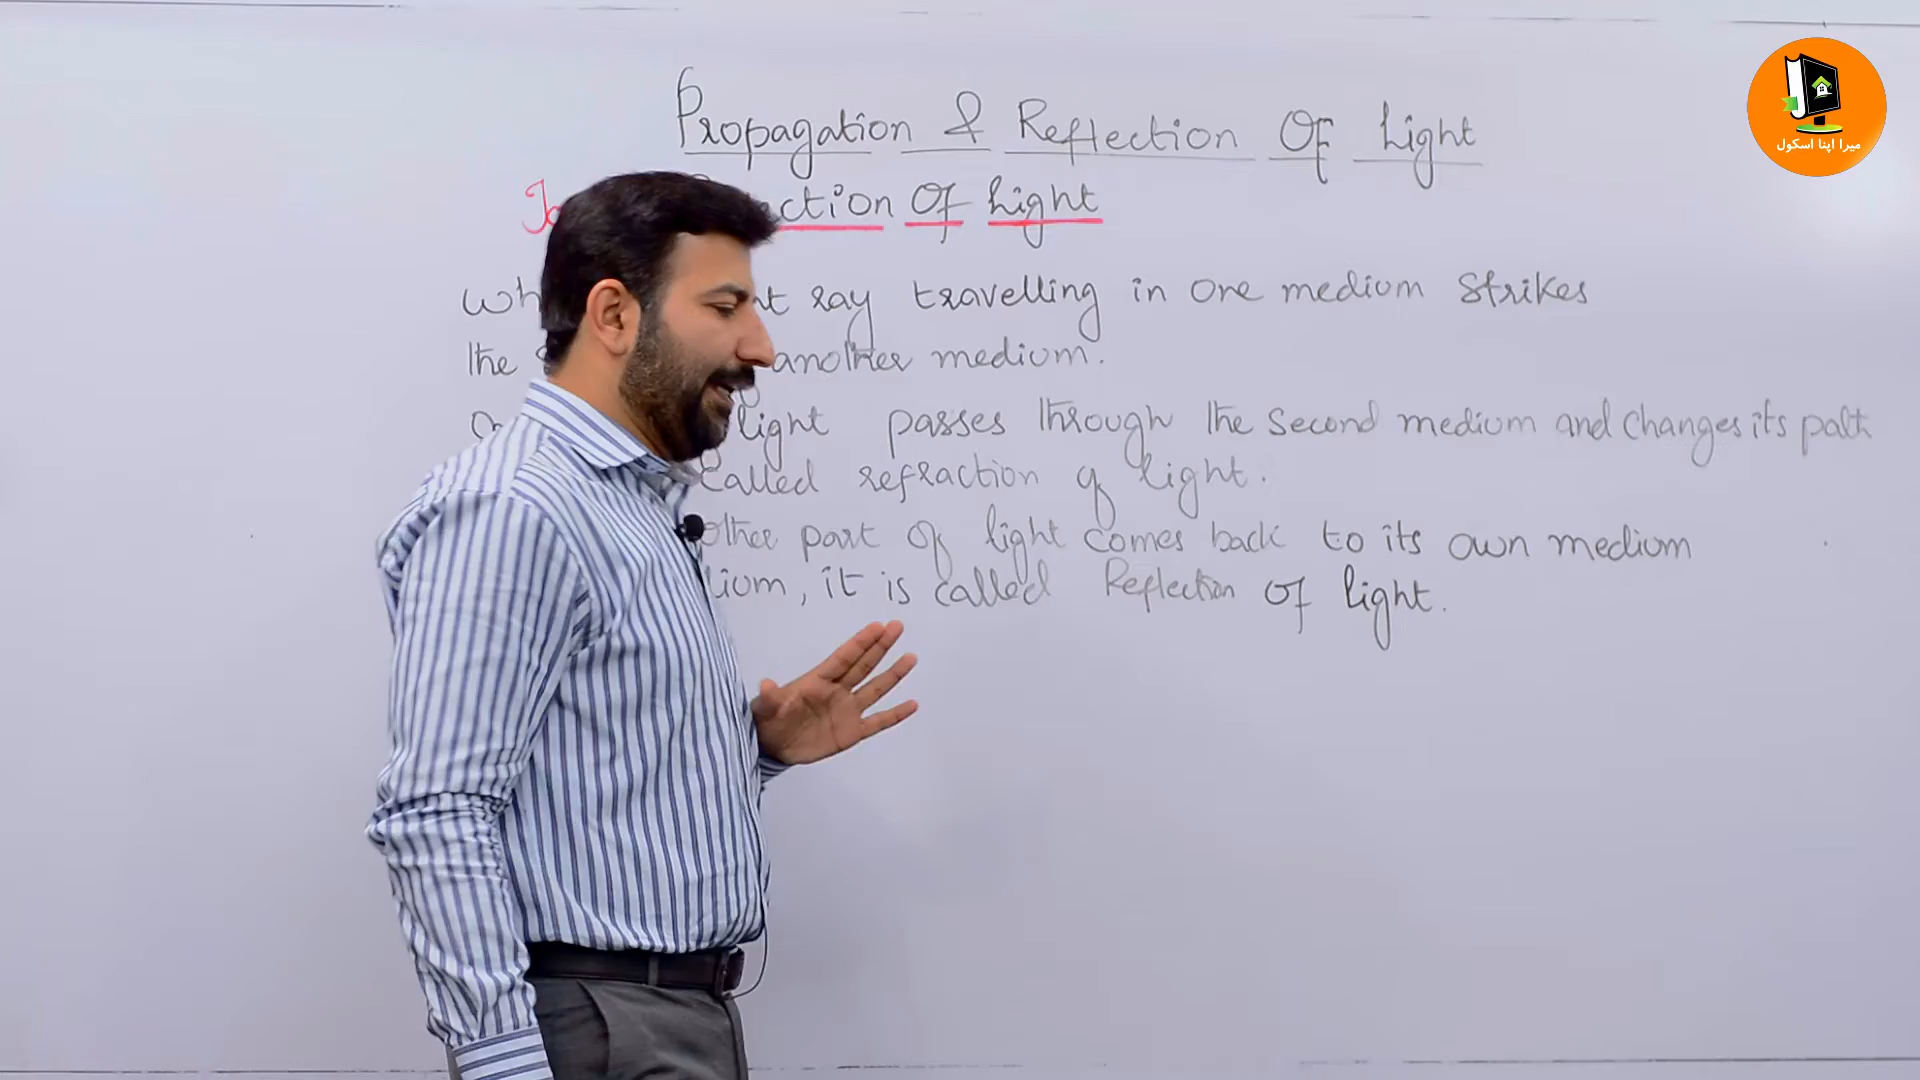 Propagation & Reflection Of Light
ction Of Light
ray travelling in one medium strikes
the another medium.
light passes through the second medium and changes its path
called refraction of light.
other part of light comes back to its own medium
ium, it is called Reflection of light.
میرا اپنا اسکول